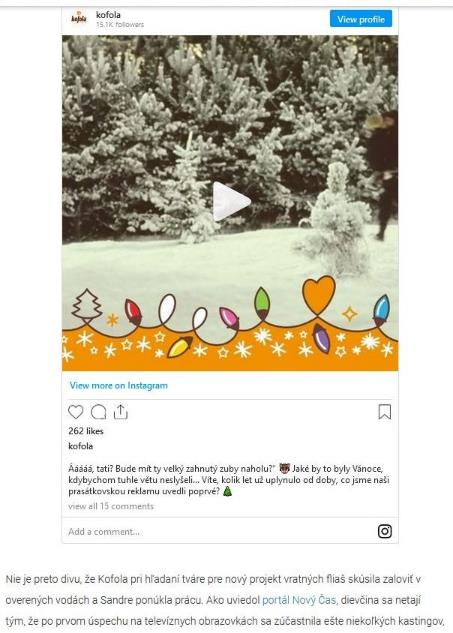 kofola
kofola
15.1K followers
View profile
View more on Instagram
262 likes
kofola
Ááááá, tati? Bude mít ty velký zahnutý zuby naholu?" 🐗 Jaké by to byly Vánoce,
kdybychom tuhle větu neslyšeli... Víte, kolik let už uplynulo od doby, co jsme naši
prasátkovskou reklamu uvedli poprvé? 🌲
view all 15 comments
Add a comment...
Nie je preto divu, že Kofola pri hľadaní tváre pre nový projekt vratných fliaš skúsila zaloviť v
overených vodách a Sandre ponúkla prácu. Ako uviedol portál Nový Čas, dievčina sa netají
tým, že po prvom úspechu na televíznych obrazovkách sa zúčastnila ešte niekoľkých kastingov,